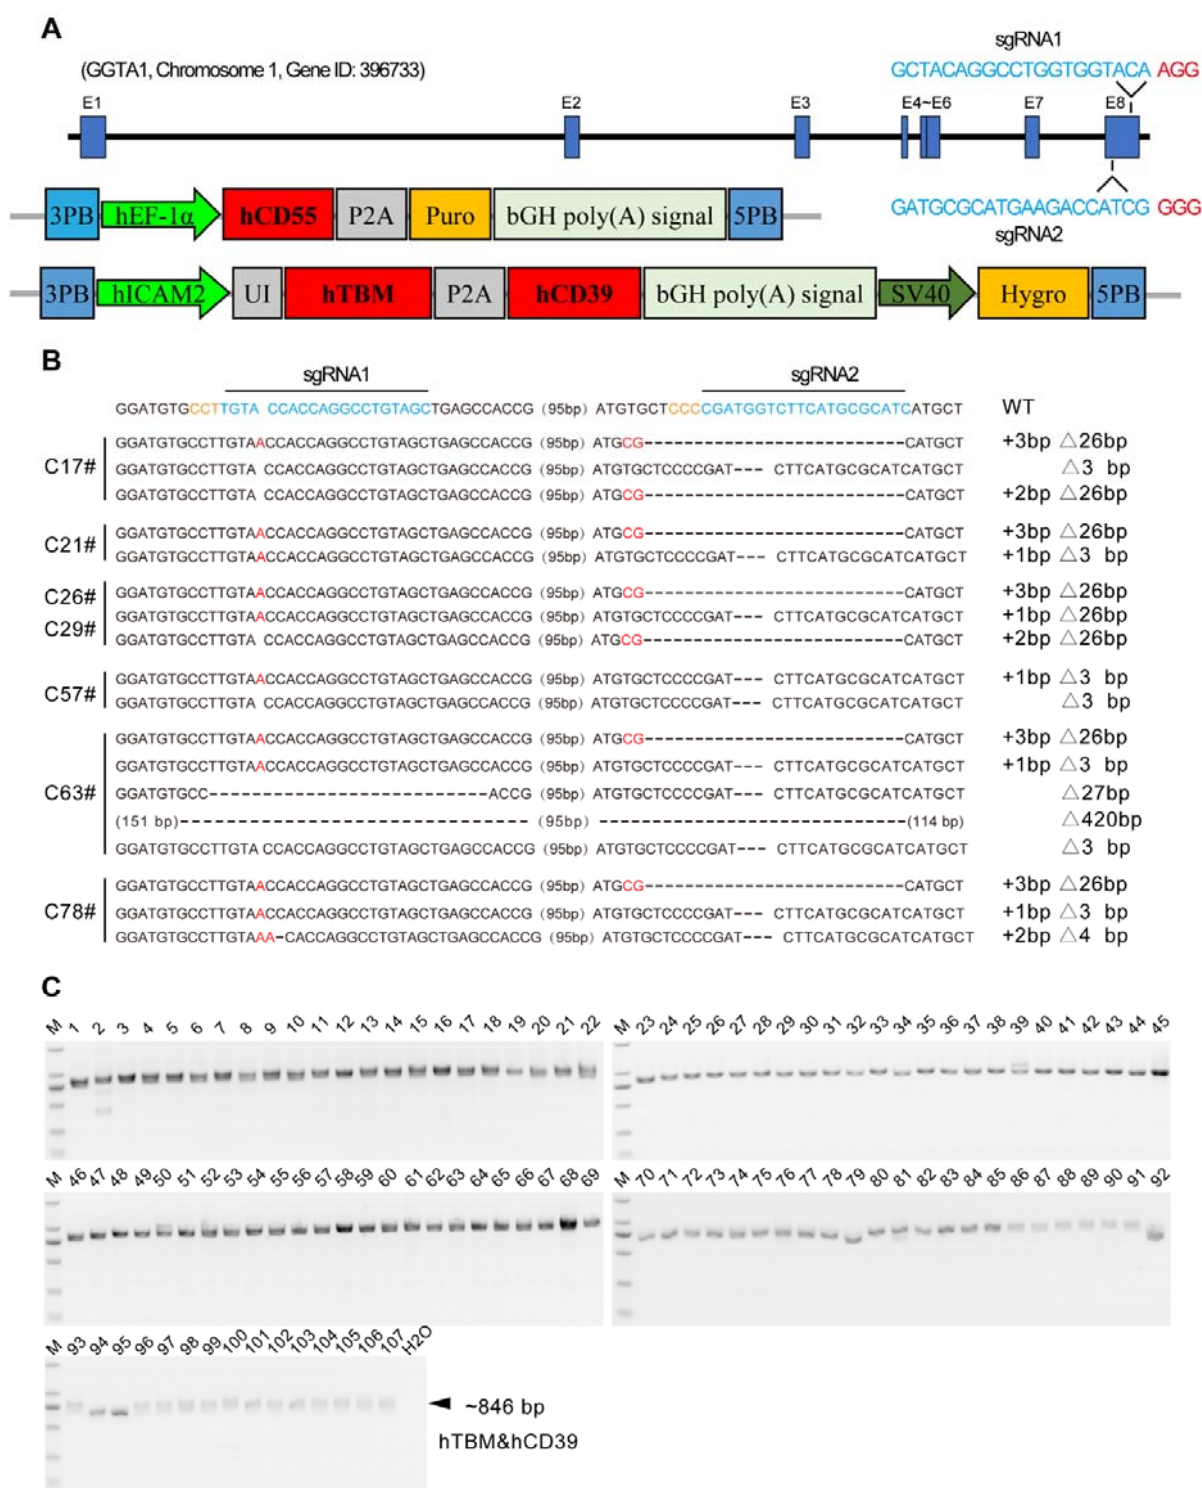 A
sgRNA1
(GGTA1, Chromosome 1, Gene ID: 396733)
GCTACAGGCCTGGTGGTACA AGG
E1 E2 E3 E4~E6 E7 E8
3PB hEF-1α hCD55 P2A Puro bGH poly(A) signal 5PB
GATGCGCATGAAGACCATCG GGG
sgRNA2
3PB hICAM2 UI hTBM P2A hCD39 bGH poly(A) signal SV40 Hygro 5PB
B
sgRNA1 sgRNA2
GGATGTGCCTTGTA CCACCAGGCCTGTAGCTGAGCCACCG (95bp) ATGTGCTCCCCGATGGTCTTCATGCGCATCATGCT WT
C17#
GGATGTGCCTTGTAACCACCAGGCCTGTAGCTGAGCCACCG (95bp) ATGCG--------------------------CATGCT +3bp △26bp
GGATGTGCCTTGTA CCACCAGGCCTGTAGCTGAGCCACCG (95bp) ATGTGCTCCCCGAT--- CTTCATGCGCATCATGCT △3 bp
GGATGTGCCTTGTA CCACCAGGCCTGTAGCTGAGCCACCG (95bp) ATGCG--------------------------CATGCT +2bp △26bp
C21#
GGATGTGCCTTGTAACCACCAGGCCTGTAGCTGAGCCACCG (95bp) ATGCG--------------------------CATGCT +3bp △26bp
GGATGTGCCTTGTAACCACCAGGCCTGTAGCTGAGCCACCG (95bp) ATGTGCTCCCCGAT--- CTTCATGCGCATCATGCT +1bp △3 bp
C26#
C29#
GGATGTGCCTTGTAACCACCAGGCCTGTAGCTGAGCCACCG (95bp) ATGCG--------------------------CATGCT +3bp △26bp
GGATGTGCCTTGTAACCACCAGGCCTGTAGCTGAGCCACCG (95bp) ATGTGCTCCCCGAT--- CTTCATGCGCATCATGCT +1bp △26bp
GGATGTGCCTTGTA CCACCAGGCCTGTAGCTGAGCCACCG (95bp) ATGCG--------------------------CATGCT +2bp △26bp
C57#
GGATGTGCCTTGTAACCACCAGGCCTGTAGCTGAGCCACCG (95bp) ATGTGCTCCCCGAT--- CTTCATGCGCATCATGCT +1bp △3 bp
GGATGTGCCTTGTA CCACCAGGCCTGTAGCTGAGCCACCG (95bp) ATGTGCTCCCCGAT--- CTTCATGCGCATCATGCT △3 bp
C63#
GGATGTGCCTTGTAACCACCAGGCCTGTAGCTGAGCCACCG (95bp) ATGCG--------------------------CATGCT +3bp △26bp
GGATGTGCCTTGTAACCACCAGGCCTGTAGCTGAGCCACCG (95bp) ATGTGCTCCCCGAT--- CTTCATGCGCATCATGCT +1bp △3 bp
GGATGTGCC---------------------------ACCG (95bp) ATGTGCTCCCCGAT--- CTTCATGCGCATCATGCT △27bp
(151 bp)---------------------------------- (95bp) ------------------------------(114 bp) △420bp
GGATGTGCCTTGTA CCACCAGGCCTGTAGCTGAGCCACCG (95bp) ATGTGCTCCCCGAT--- CTTCATGCGCATCATGCT △3 bp
C78#
GGATGTGCCTTGTAACCACCAGGCCTGTAGCTGAGCCACCG (95bp) ATGCG--------------------------CATGCT +3bp △26bp
GGATGTGCCTTGTAACCACCAGGCCTGTAGCTGAGCCACCG (95bp) ATGTGCTCCCCGAT--- CTTCATGCGCATCATGCT +1bp △3 bp
GGATGTGCCTTGTAAA-CACCAGGCCTGTAGCTGAGCCACCG (95bp) ATGTGCTCCCCGAT--- CTTCATGCGCATCATGCT +2bp △4 bp
C
M 1 2 3 4 5 6 7 8 9 10 11 12 13 14 15 16 17 18 19 20 21 22
M 23 24 25 26 27 28 29 30 31 32 33 34 35 36 37 38 39 40 41 42 43 44 45
M 46 47 48 49 50 51 52 53 54 55 56 57 58 59 60 61 62 63 64 65 66 67 68 69
M 70 71 72 73 74 75 76 77 78 79 80 81 82 83 84 85 86 87 88 89 90 91 92
M 93 94 95 96 97 98 99 100 101 102 103 104 105 106 107 H2O
~846 bp
hTBM&hCD39